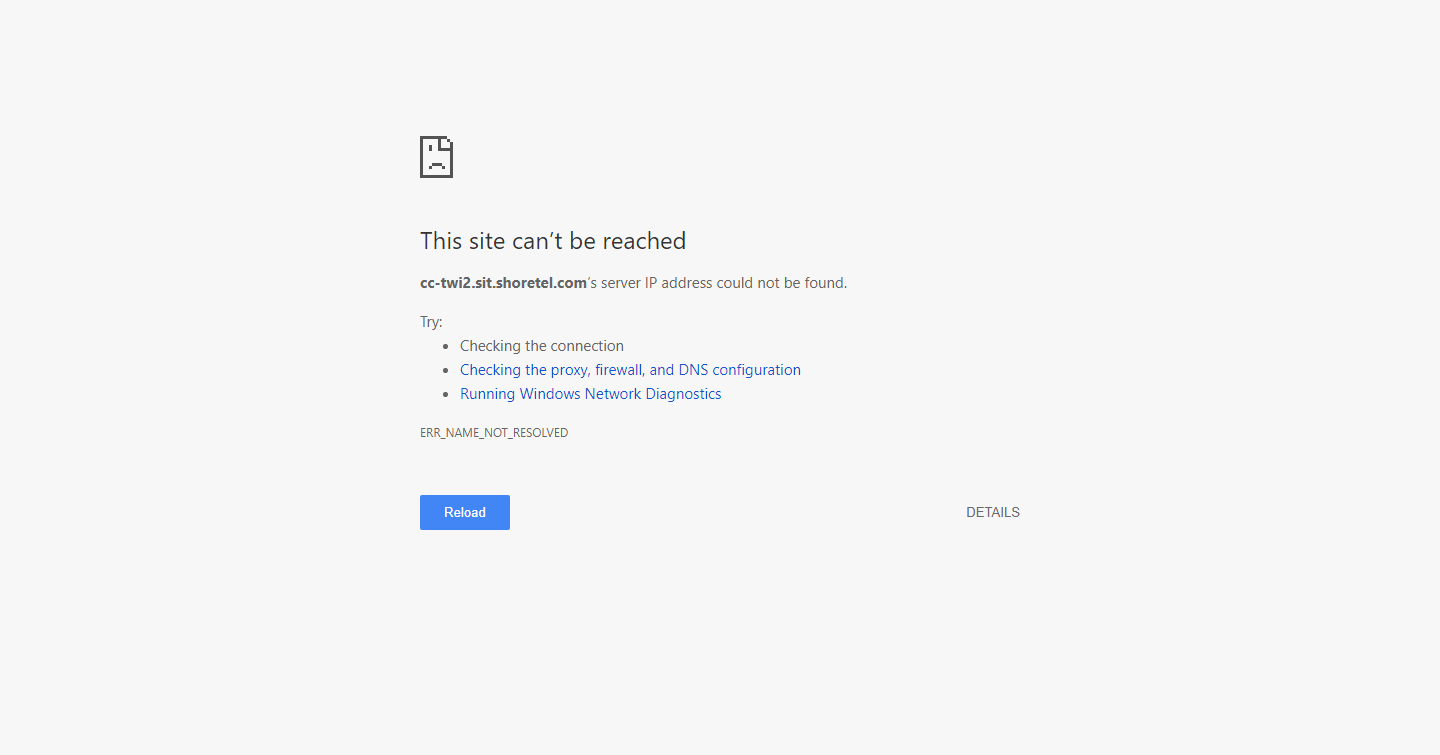 This site can’t be reached
cc-twi2.sit.shoretel.com’s server IP address could not be found.
Try:
Checking the connection
Checking the proxy, firewall, and DNS configuration
Running Windows Network Diagnostics
ERR_NAME_NOT_RESOLVED
Reload
DETAILS